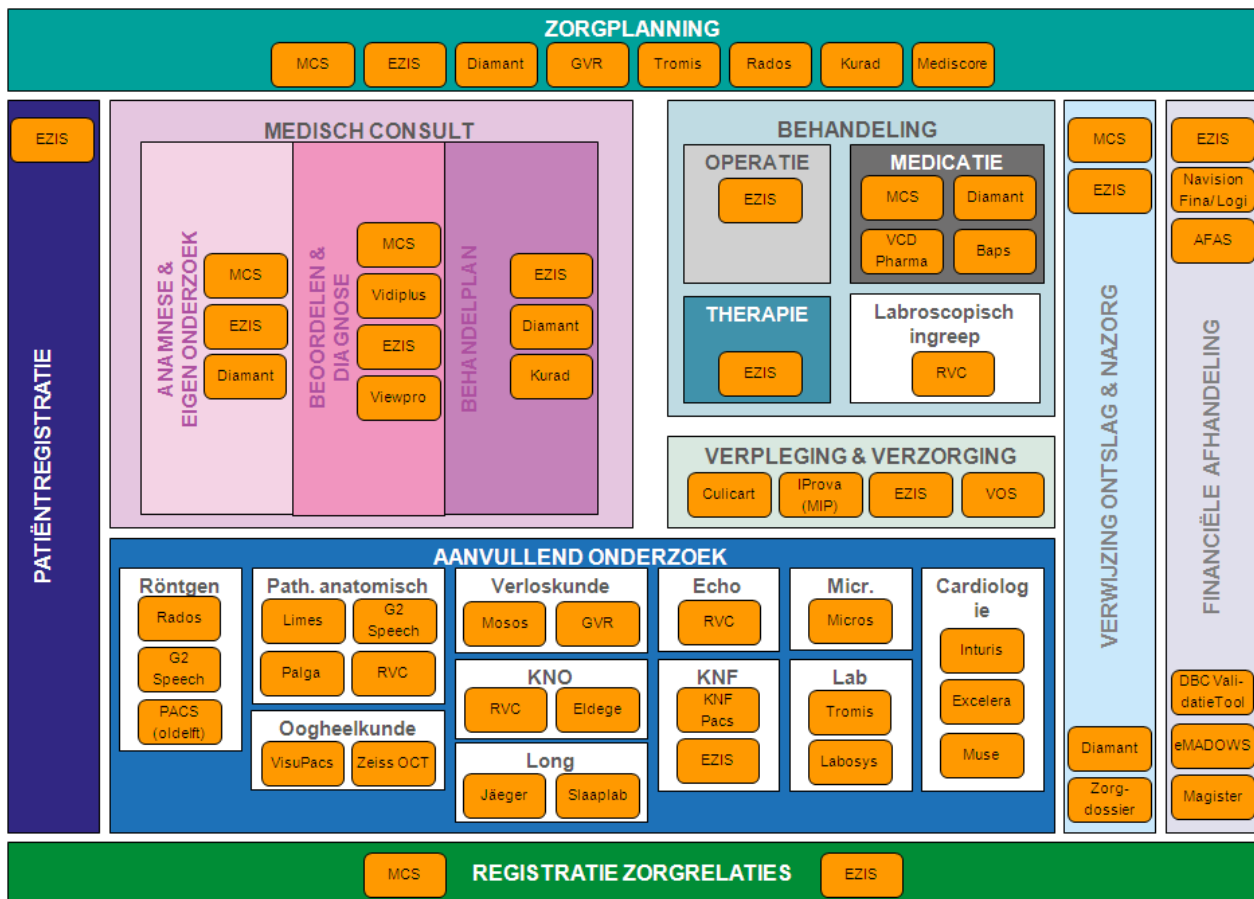 ZORGPLANNING
MCS
EZIS
Diamant
GVR
Tromis
Rados
Kurad
Mediscore
PATIËNTREGISTRATIE
EZIS
MEDISCH CONSULT
ANAMNESE &
EIGEN ONDERZOEK
MCS
EZIS
Diamant
BEOORDELEN &
DIAGNOSE
MCS
Vidiplus
EZIS
Viewpro
BEHANDELPLAN
EZIS
Diamant
Kurad
BEHANDELING
OPERATIE
EZIS
MEDICATIE
MCS
Diamant
VCD
Pharma
Baps
THERAPIE
EZIS
Labroscopisch
ingreep
RVC
VERPLEGING & VERZORGING
Culicart
IProva
(MIP)
EZIS
VOS
AANVULLEND ONDERZOEK
Röntgen
Rados
G2
Speech
PACS
(oldelft)
Path. anatomisch
Limes
G2
Speech
Palga
RVC
Oogheelkunde
VisuPacs
Zeiss OCT
Verloskunde
Mosos
GVR
KNO
RVC
Eldege
Long
Jäeger
Slaaplab
Echo
RVC
KNF
KNF
Pacs
EZIS
Micr.
Micros
Lab
Tromis
Labosys
Cardiolog
ie
Inturis
Excelera
Muse
VERWIJZING ONTSLAG & NAZORG
MCS
EZIS
Diamant
Zorg-
dossier
FINANCIËLE AFHANDELING
EZIS
Navision
Fina/Logi
AFAS
DBC Vali-
datieTool
eMADOWS
Magister
REGISTRATIE ZORGRELATIES
MCS
EZIS